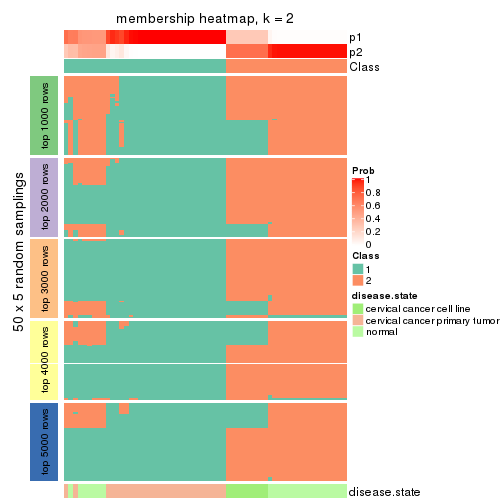 membership heatmap, k = 2
p1
p2
Class
50 x 5 random samplings
top 1000 rows
top 2000 rows
top 3000 rows
top 4000 rows
top 5000 rows
Prob
1
0.8
0.6
0.4
0.2
0
Class
1
2
disease.state
cervical cancer cell line
cervical cancer primary tumor
normal
disease.state